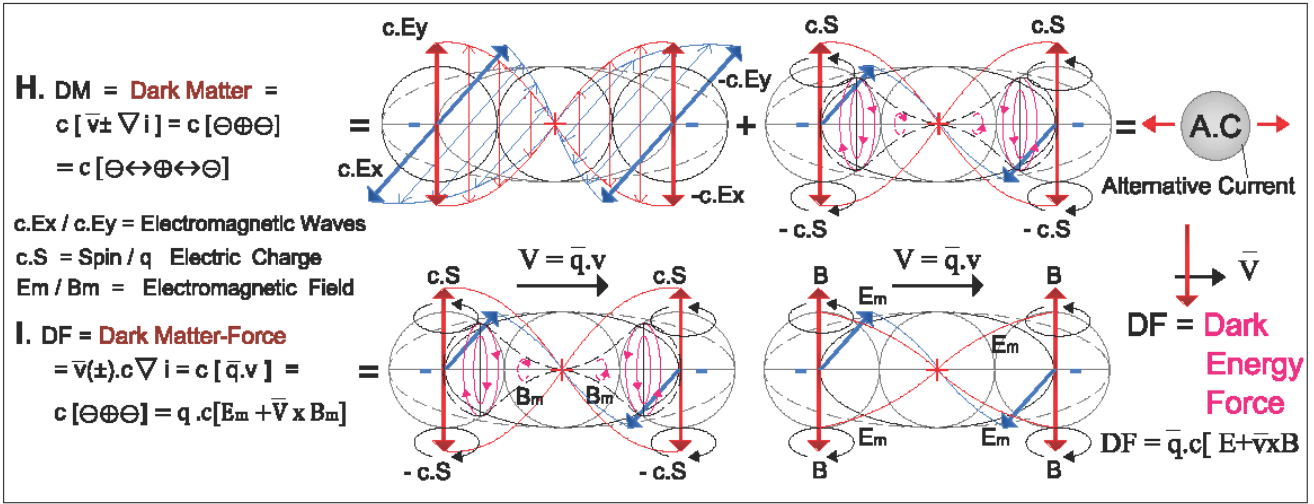 H. DM = Dark Matter =
c [ v̅± ∇ i ] = c [⊖⊕⊖]
= c [⊖↔⊕↔⊖]
c.Ex / c.Ey = Electromagnetic Waves
c.S = Spin / q Electric Charge
Em / Bm = Electromagnetic Field
=
c.Ey
-
+
-
-c.Ey
c.Ex
-c.Ex
+
c.S
c.S
-
+
-
- c.S
- c.S
=
A.C
Alternative Current
V̅
DF = Dark
Energy
Force
DF = q̅.c[ E+v̅xB
I. DF = Dark Matter-Force
= v̅(±).c ∇ i = c [ q̅.v ] =
c [⊖⊕⊖] = q .c[Em +V̅ x Bm]
=
V = q̅.v
c.S
c.S
-
+
-
Bm
Bm
- c.S
- c.S
V = q̅.v
B
B
Em
-
+
-
Em
Em
Em
B
B